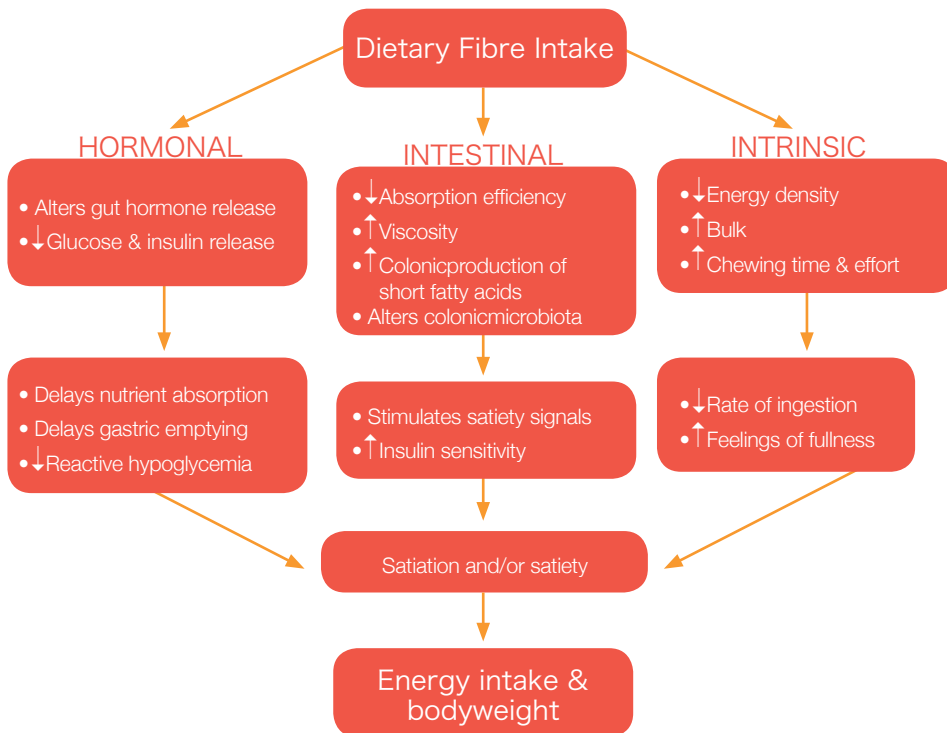 Dietary Fibre Intake
HORMONAL
• Alters gut hormone release
• ↓Glucose & insulin release
• Delays nutrient absorption
• Delays gastric emptying
• ↓Reactive hypoglycemia
INTESTINAL
• ↓Absorption efficiency
• ↑Viscosity
• ↑Colonicproduction of
short fatty acids
• Alters colonicmicrobiota
• Stimulates satiety signals
• ↑Insulin sensitivity
INTRINSIC
• ↓Energy density
• ↑Bulk
• ↑Chewing time & effort
• ↓Rate of ingestion
• ↑Feelings of fullness
Satiation and/or satiety
Energy intake &
bodyweight